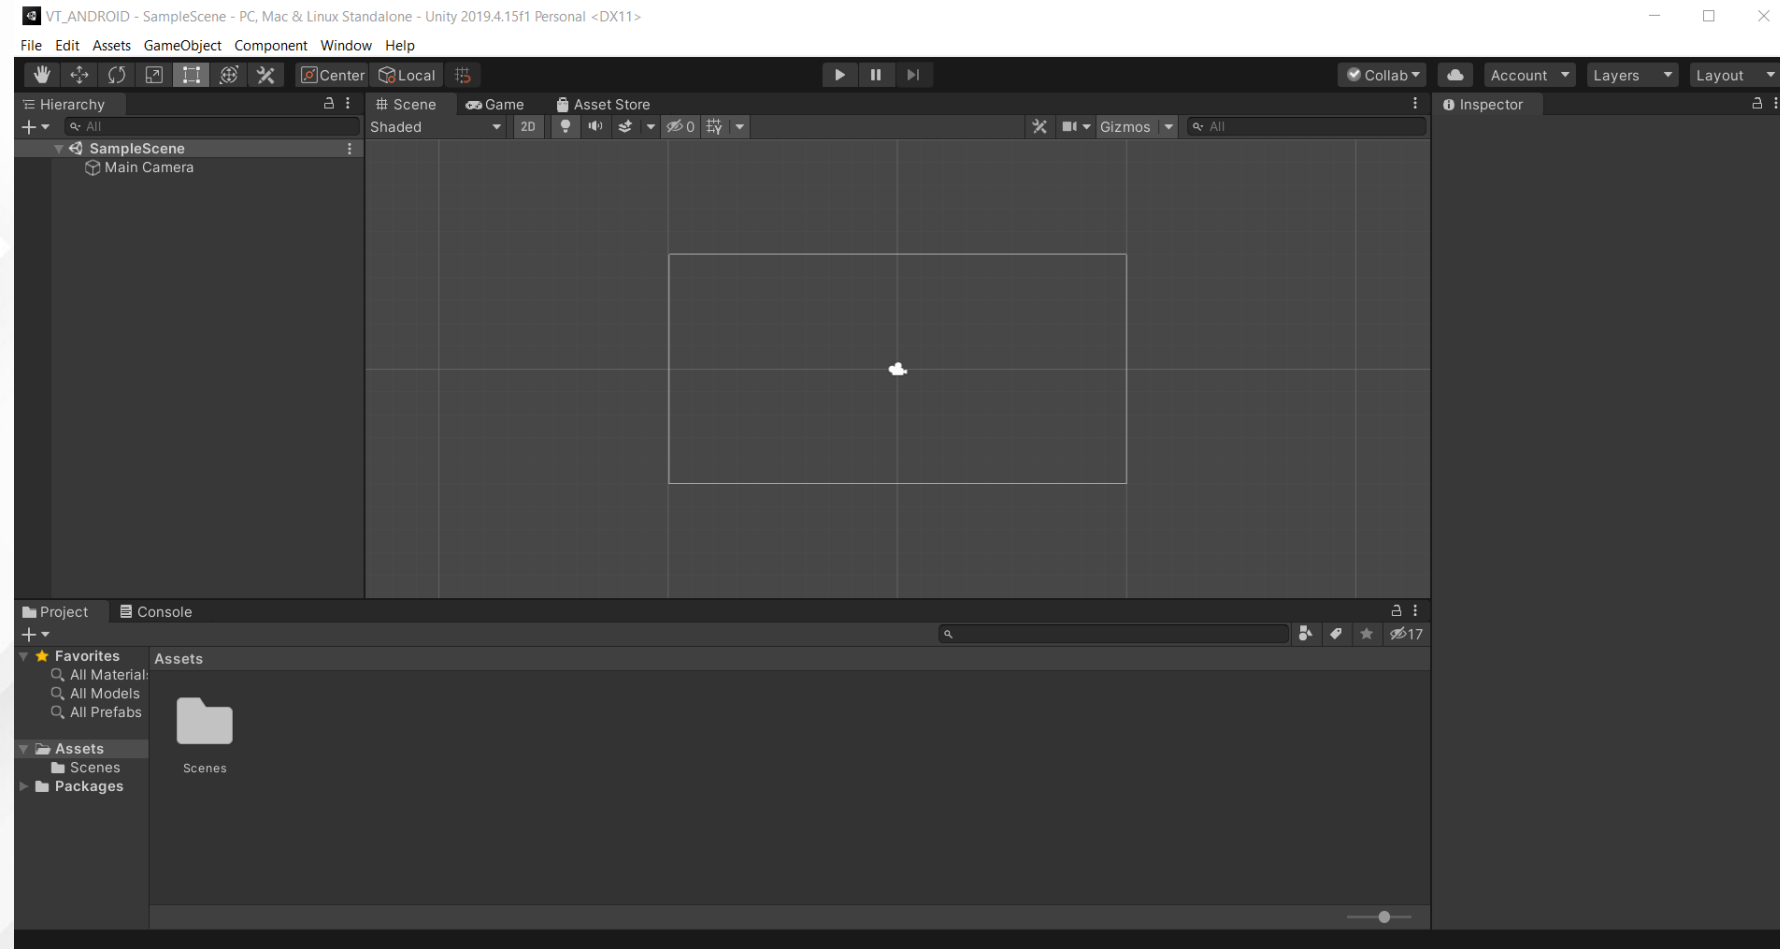 VT_ANDROID - SampleScene - PC, Mac & Linux Standalone - Unity 2019.4.15f1 Personal <DX11>
File Edit Assets GameObject Component Window Help
Center Local Collab Account Layers Layout
Hierarchy Scene Game Asset Store Inspector
All Shaded 2D 0 Gizmos All
SampleScene
Main Camera
Project Console
17
Favorites Assets
All Material
All Models
All Prefabs
Assets
Scenes Scenes
Packages